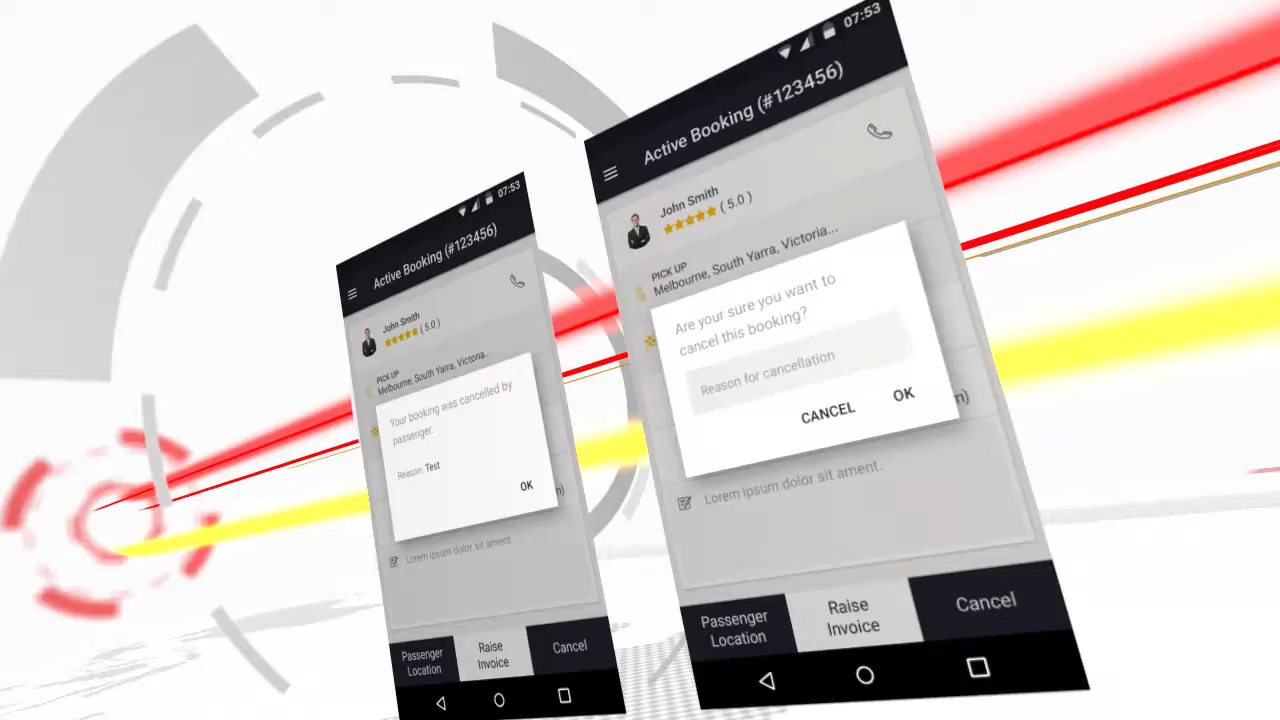 07:53
Active Booking (#123456)
John Smith
( 5.0 )
PICK UP
Melbourne, South Yarra, Victoria...
Your booking was cancelled by
passenger.
Reason: Test
OK
m)
Lorem ipsum dolor sit ament.
Passenger
Location
Raise
Invoice
Cancel
07:53
Active Booking (#123456)
John Smith
( 5.0 )
PICK UP
Melbourne, South Yarra, Victoria...
Are your sure you want to
cancel this booking?
Reason for cancellation
CANCEL OK
m)
Lorem ipsum dolor sit ament.
Passenger
Location
Raise
Invoice
Cancel